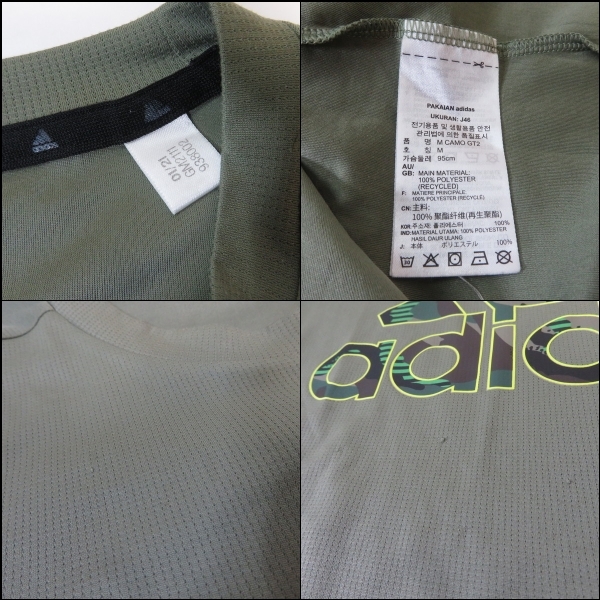 01/21
GM2111
9386002
PAKAIAN adidas
UKURAN: J46
전기용품 및 생활용품 안전
관리법에 의한 품질표시
품 명 M CAMO GT2
호 칭 M
가슴둘레 95cm
AU/
GB: MAIN MATERIAL:
100% POLYESTER
(RECYCLED)
F: MATIERE PRINCIPALE:
100% POLYESTER (RECYCLE)
CN: 主料:
100% 聚酯纤维(再生聚酯)
KOR: 주소재: 폴리에스터 100%
IND: MATERIAL UTAMA: 100% POLYESTER
HASIL DAUR ULANG
J: 本体 ポリエステル 100%
adio